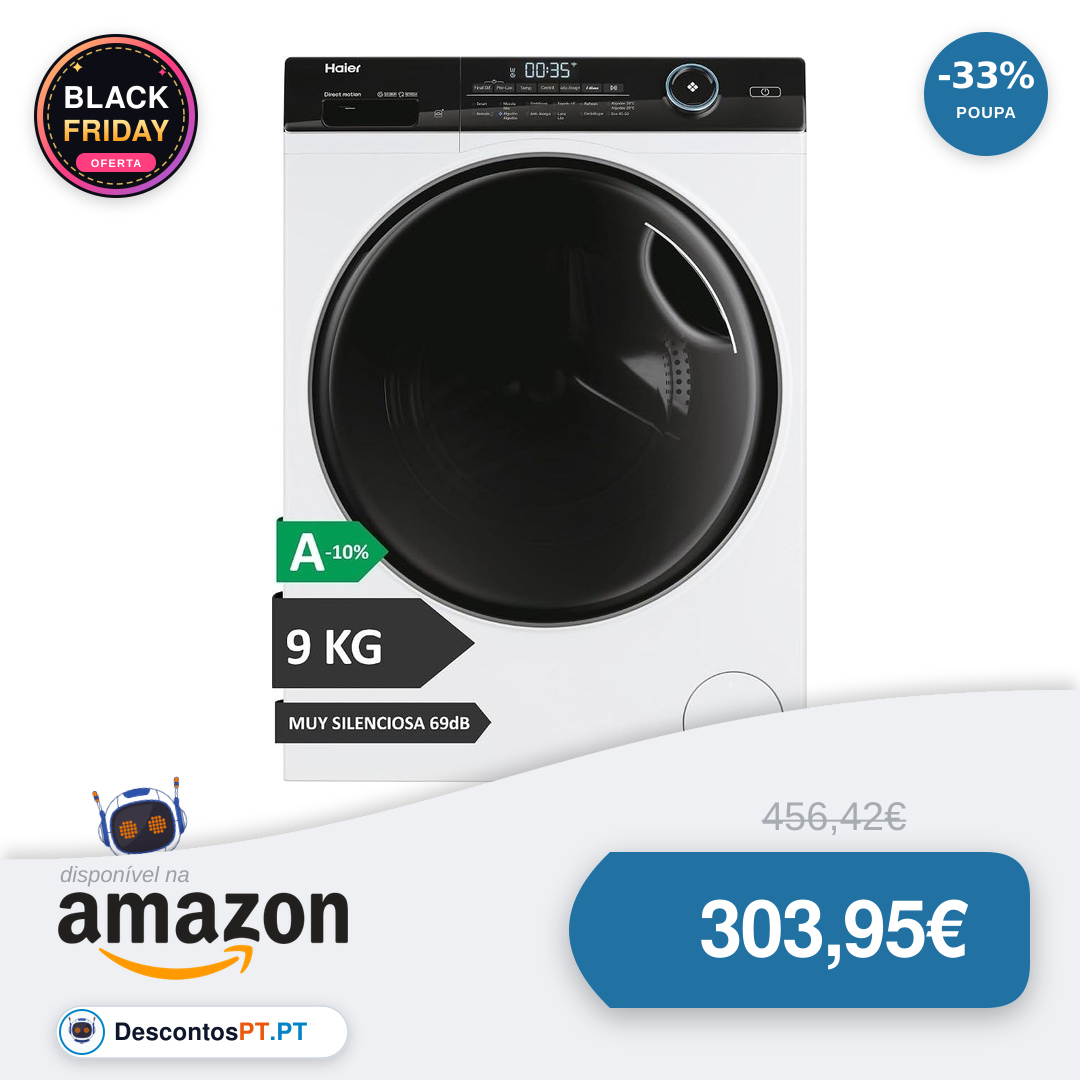 BLACK
FRIDAY
OFERTA
-33%
POUPA
Haier
00:35
Direct motion
A-10%
9 KG
MUY SILENCIOSA 69dB
456,42€
303,95€
disponível na
amazon
DescontosPT.PT